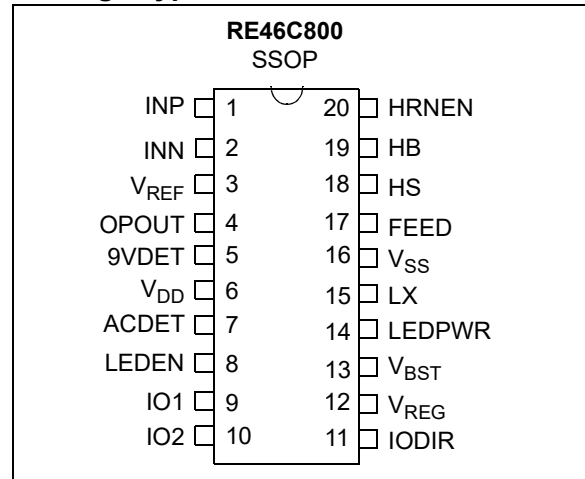 RE46C800
SSOP
INP 1 20 HRNEN
INN 2 19 HB
VREF 3 18 HS
OPOUT 4 17 FEED
9VDET 5 16 VSS
VDD 6 15 LX
ACDET 7 14 LEDPWR
LEDEN 8 13 VBST
IO1 9 12 VREG
IO2 10 11 IODIR